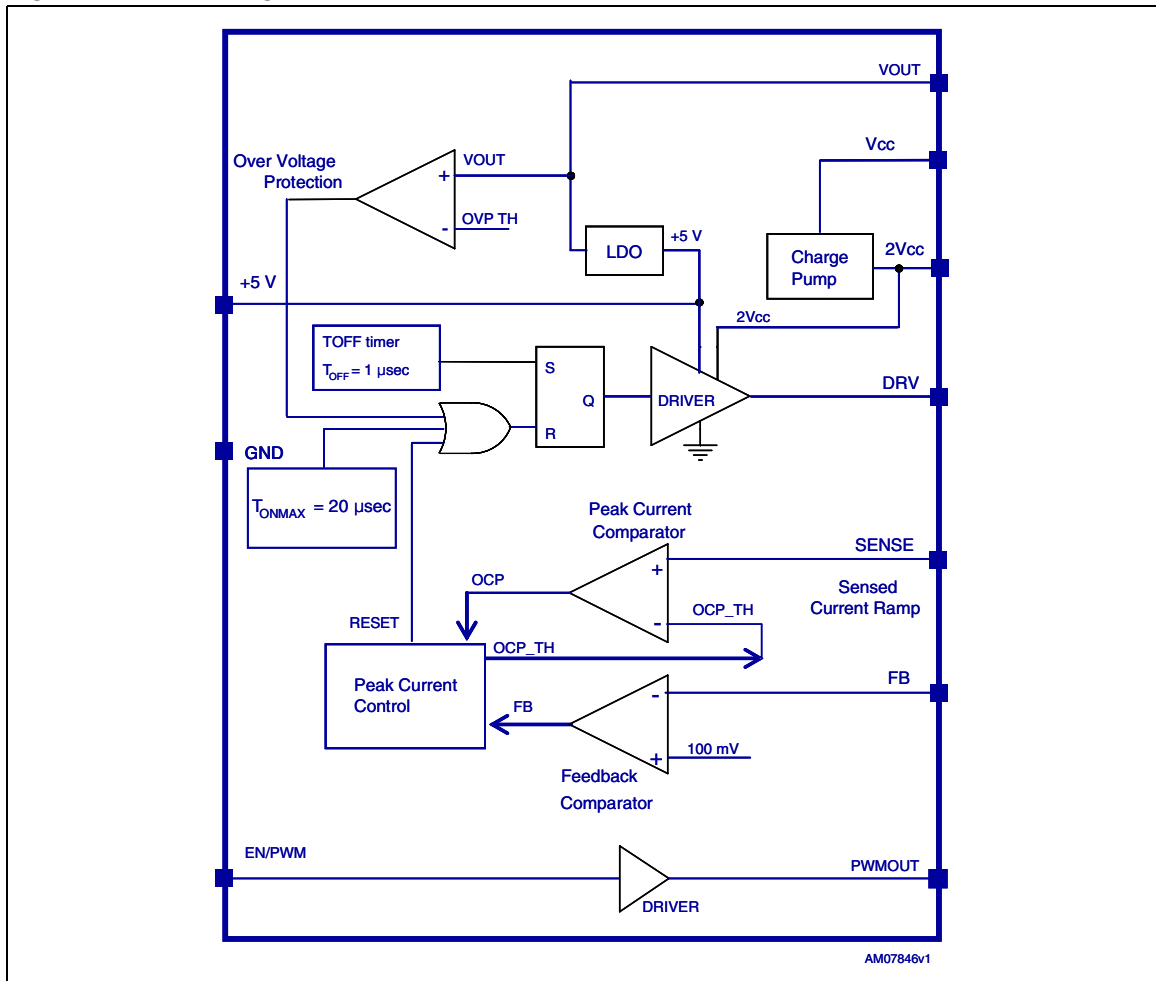 VOUT
Vcc
Over Voltage
Protection
VOUT
+
-
OVP TH
LDO
+5 V
Charge
Pump
2Vcc
+5 V
2Vcc
TOFF timer
TOFF = 1 µsec
S
Q
R
DRIVER
DRV
GND
TONMAX = 20 µsec
Peak Current
Comparator
SENSE
+
-
OCP
OCP_TH
Sensed
Current Ramp
RESET
OCP_TH
Peak Current
Control
FB
FB
-
+
100 mV
Feedback
Comparator
EN/PWM
PWMOUT
DRIVER
AM07846v1